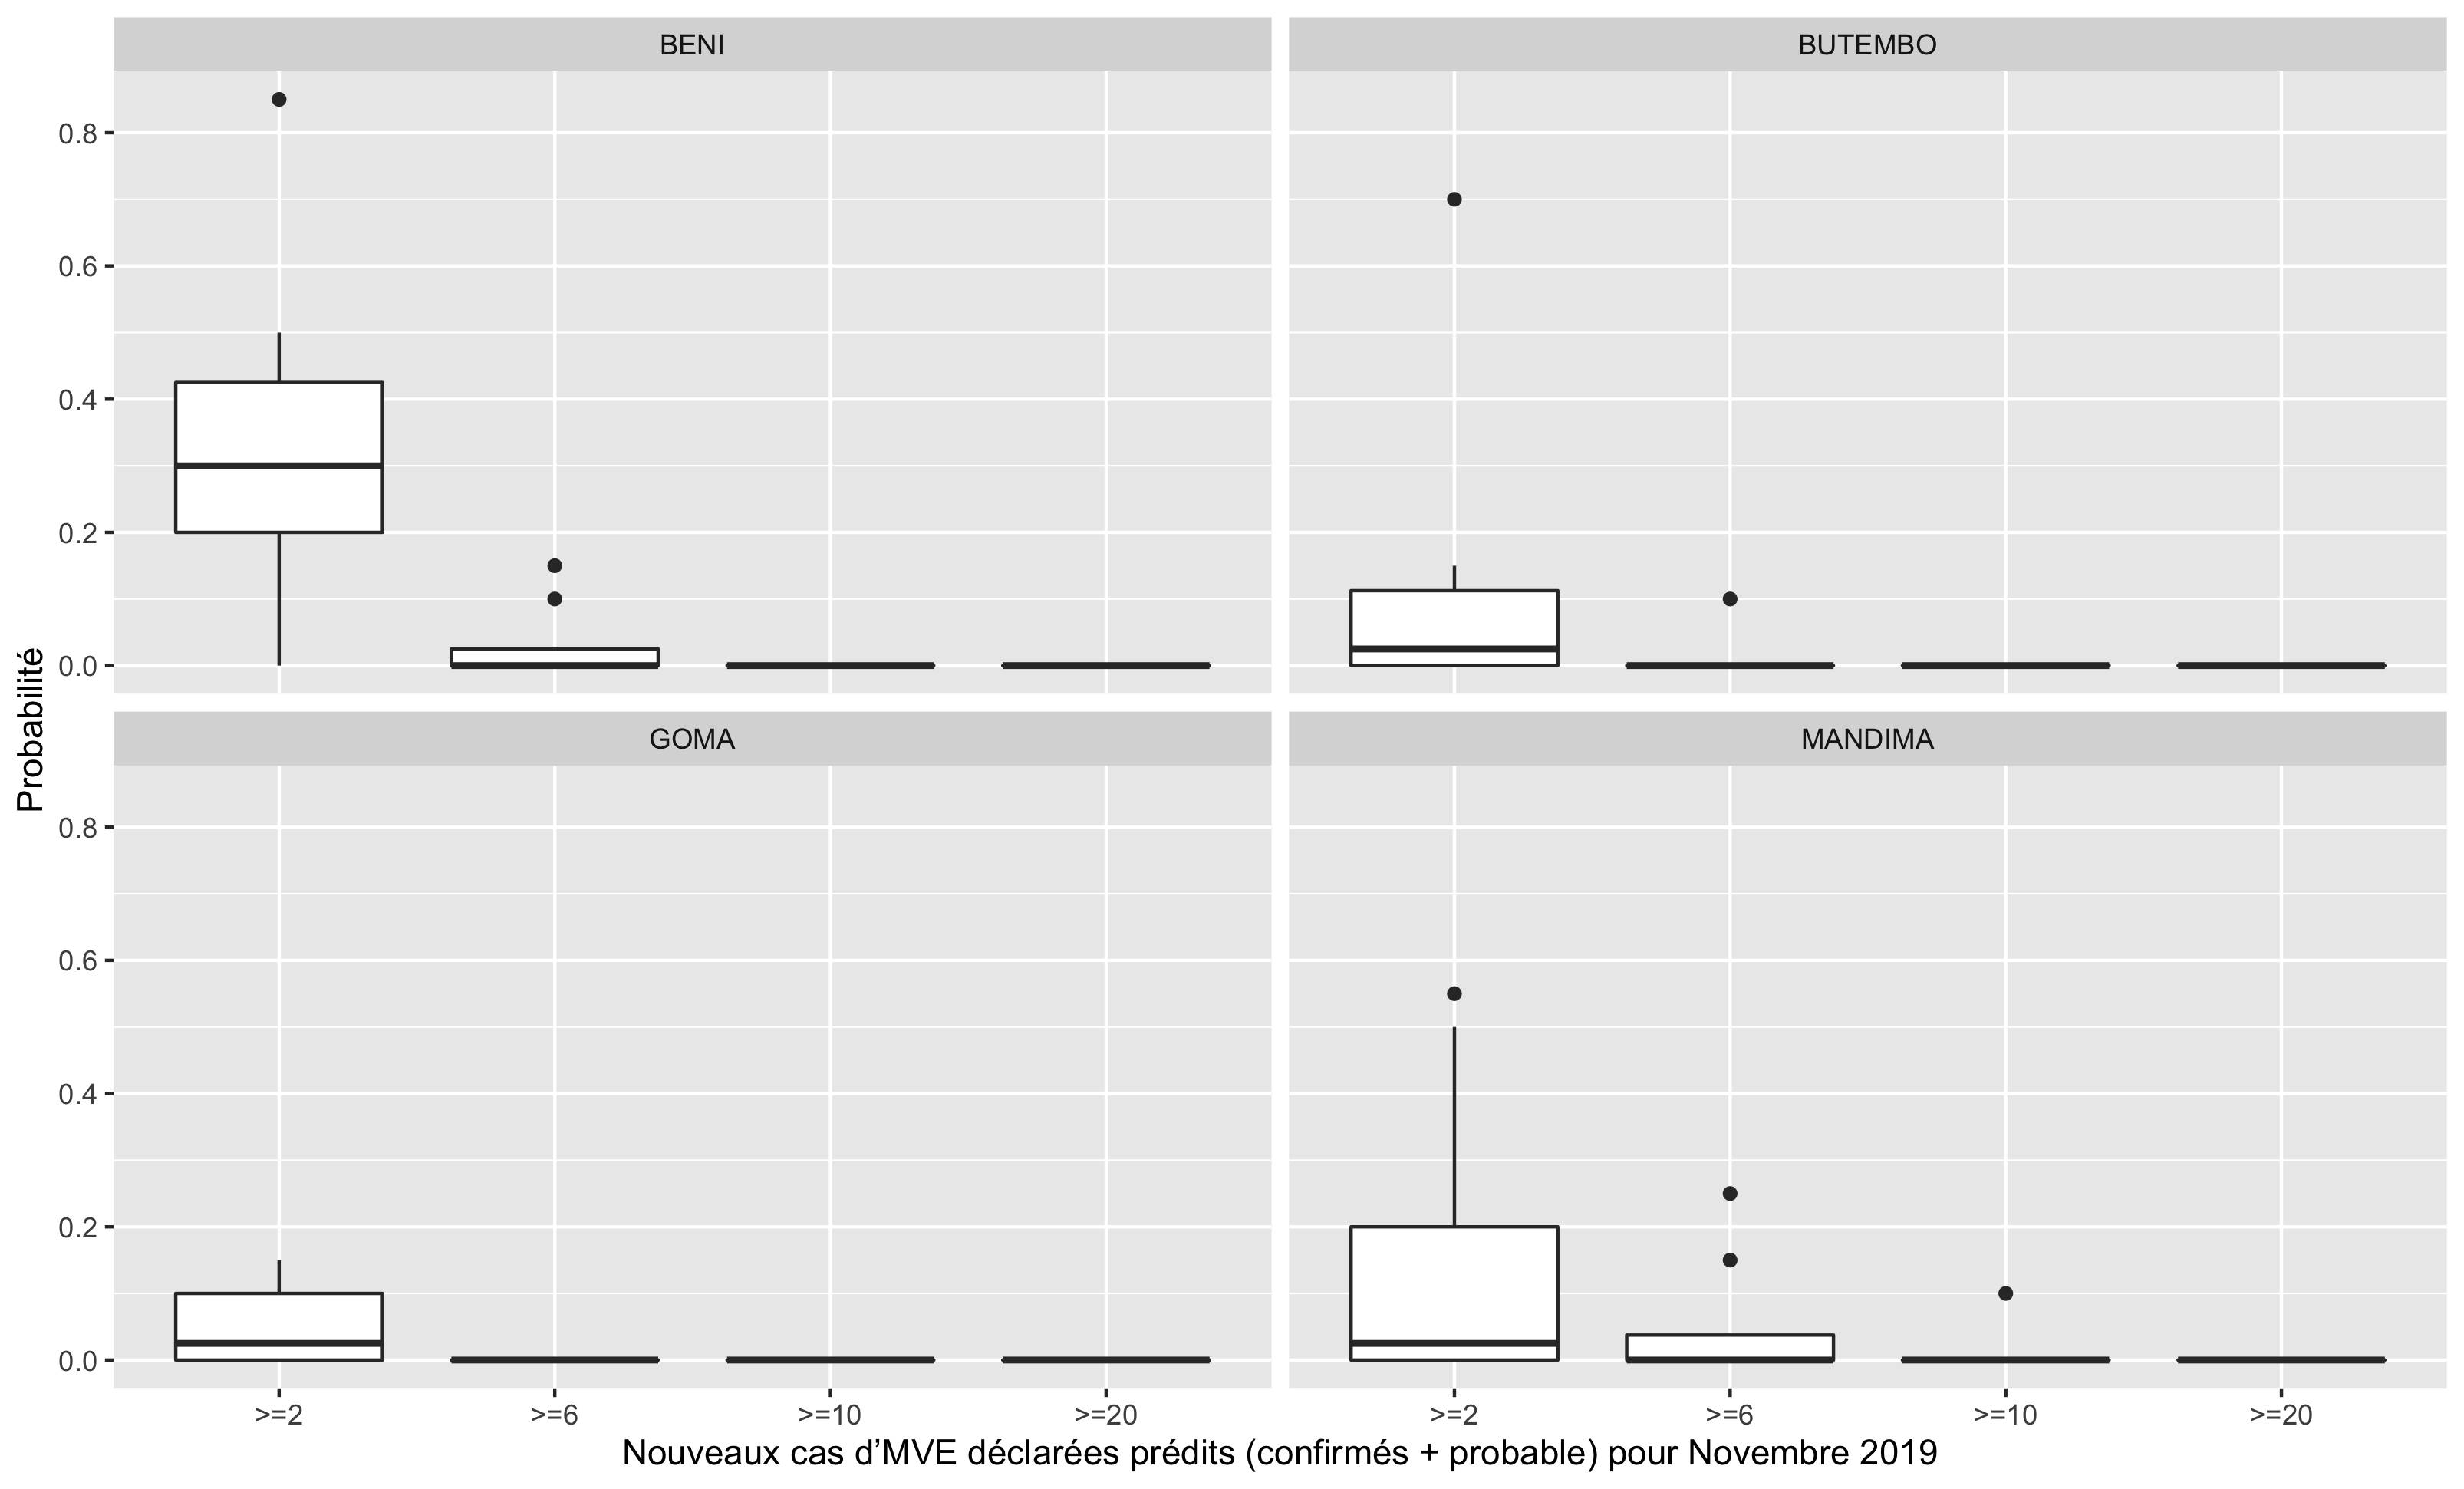 BENI
BUTEMBO
0.8
0.6
0.4
0.2
0.0
Probabilité
GOMA
MANDIMA
0.8
0.6
0.4
0.2
0.0
>=2 >=6 >=10 >=20
>=2 >=6 >=10 >=20
Nouveaux cas d’MVE déclarées prédits (confirmés + probable) pour Novembre 2019